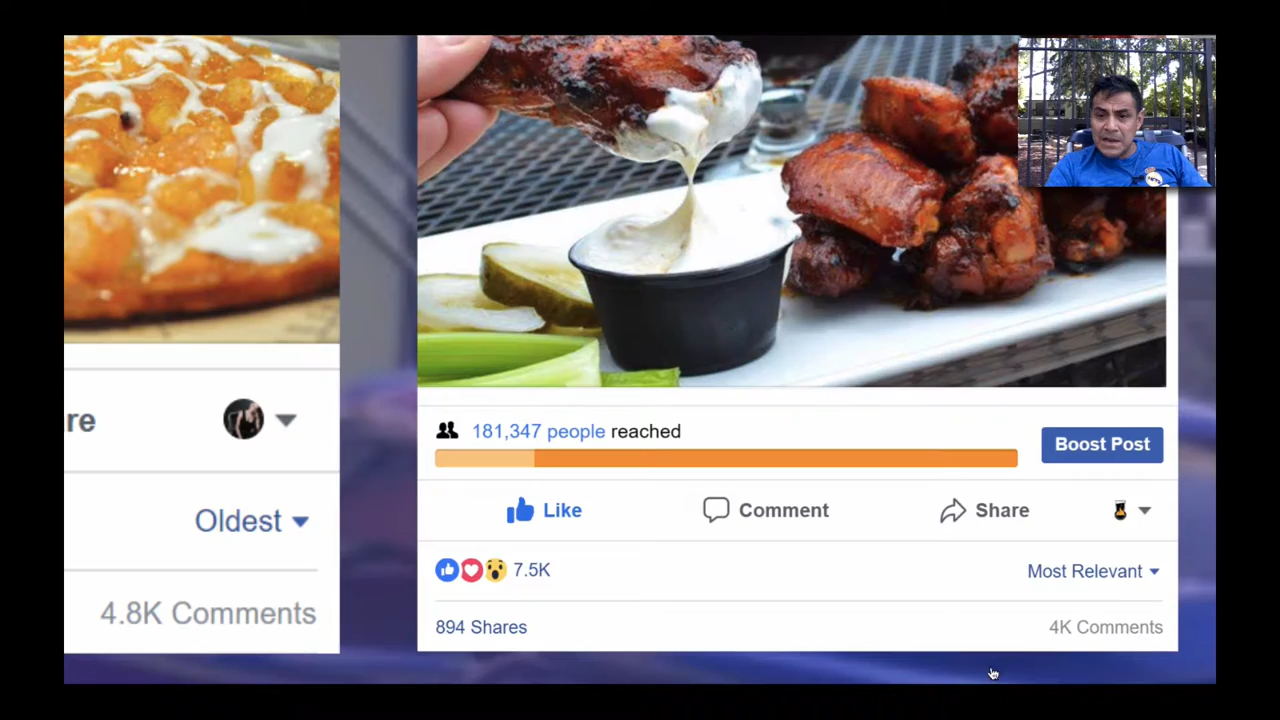 re
Oldest
4.8K Comments
181,347 people reached
Boost Post
Like
Comment
Share
7.5K
Most Relevant
894 Shares
4K Comments